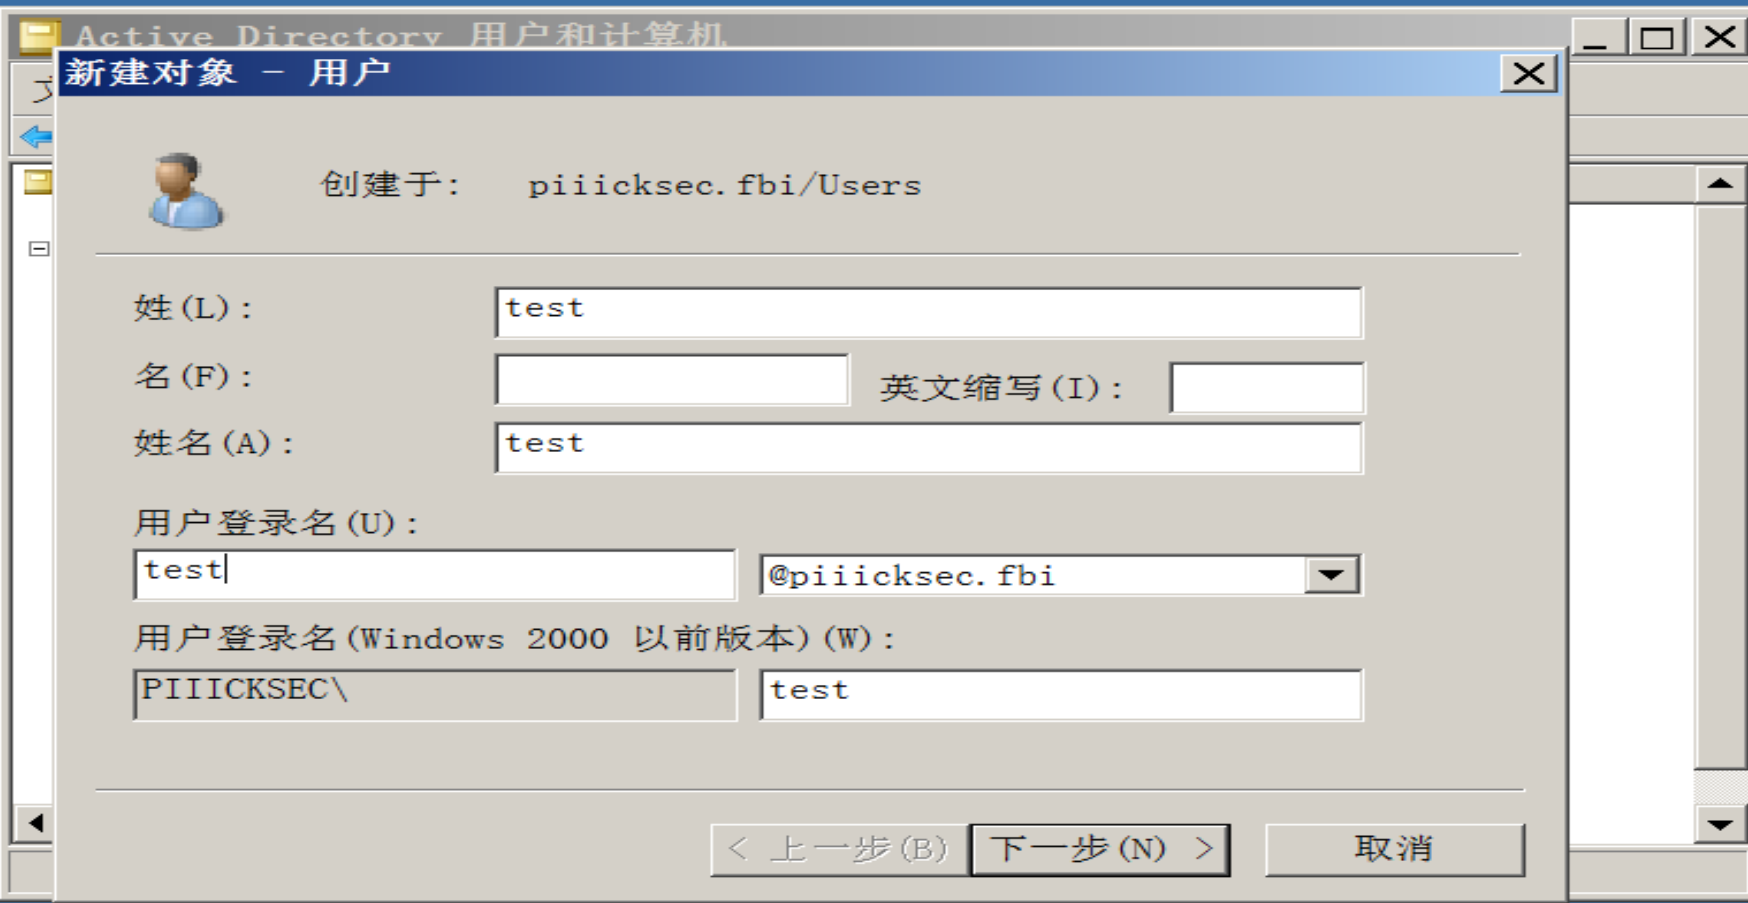 Active Directory 用户和计算机
新建对象 - 用户
创建于: piiicksec.fbi/Users
姓(L): test
名(F): 英文缩写(I):
姓名(A): test
用户登录名(U):
test @piiicksec.fbi
用户登录名(Windows 2000 以前版本)(W):
PIIICKSEC\ test
< 上一步(B) 下一步(N) > 取消